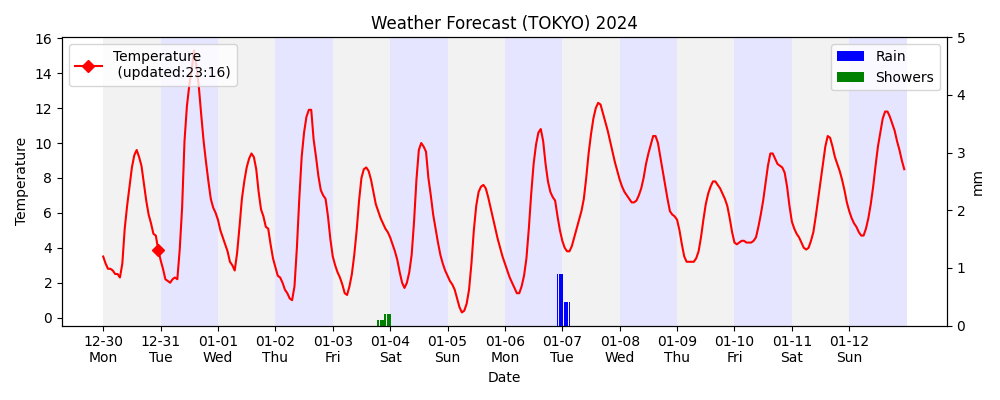 Weather Forecast (TOKYO) 2024
Temperature
(updated:23:16)
Rain
Showers
16
14
12
10
8
6
4
2
0
Temperature
5
4
3
2
1
0
mm
12-30 12-31 01-01 01-02 01-03 01-04 01-05 01-06 01-07 01-08 01-09 01-10 01-11 01-12
Mon Tue Wed Thu Fri Sat Sun Mon Tue Wed Thu Fri Sat Sun
Date